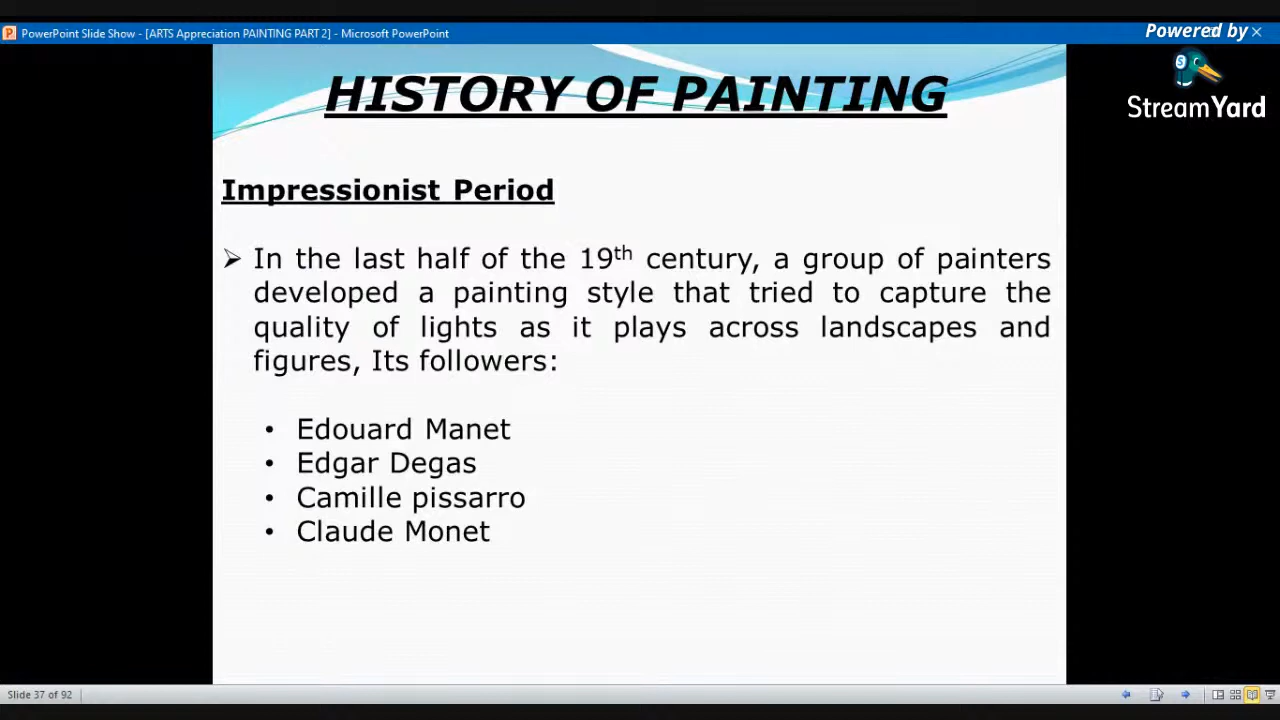 PowerPoint Slide Show - [ARTS Appreciation PAINTING PART 2] - Microsoft PowerPoint
Powered by
StreamYard
HISTORY OF PAINTING
Impressionist Period
➢ In the last half of the 19th century, a group of painters
developed a painting style that tried to capture the
quality of lights as it plays across landscapes and
figures, Its followers:
• Edouard Manet
• Edgar Degas
• Camille pissarro
• Claude Monet
Slide 37 of 92